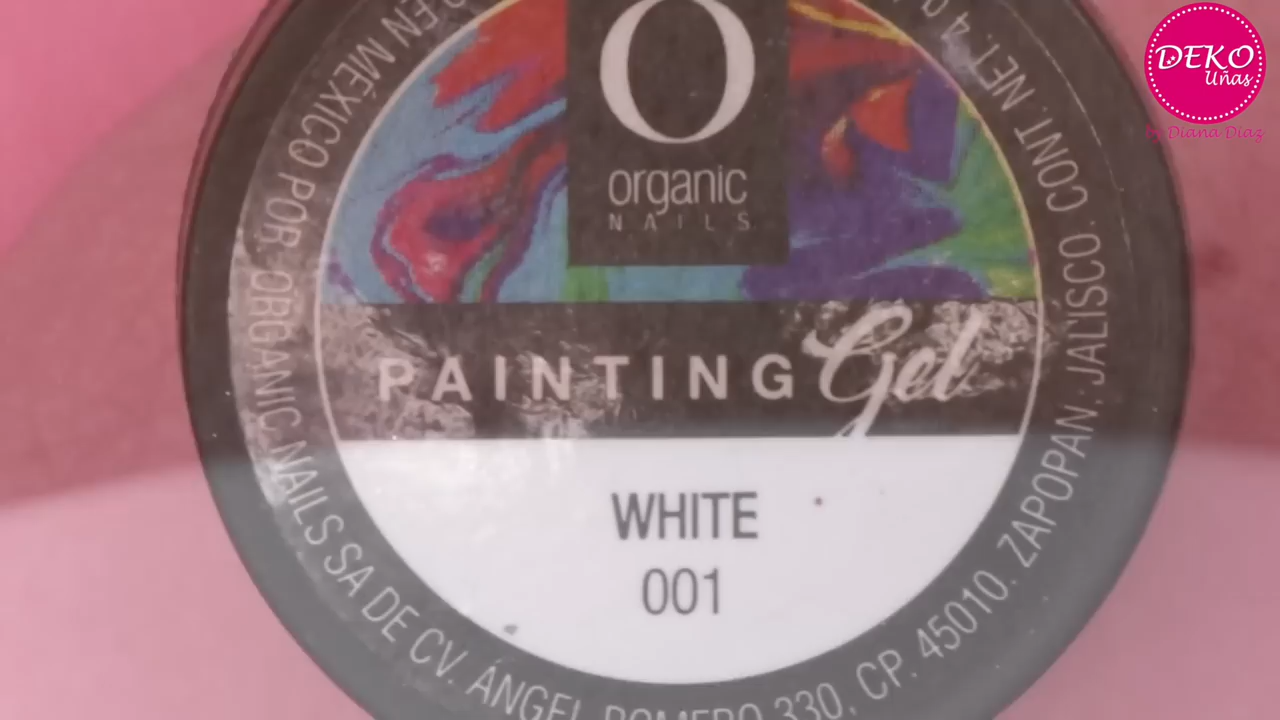 O
organic
NAILS
PAINTING Gel
WHITE
001
EN MÉXICO POR: ORGANIC NAILS SA DE CV. ÁNGEL ROMERO 330, CP. 45010. ZAPOPAN, JALISCO. CONT. NET. 4
DEKO
Uñas
by Diana Diaz